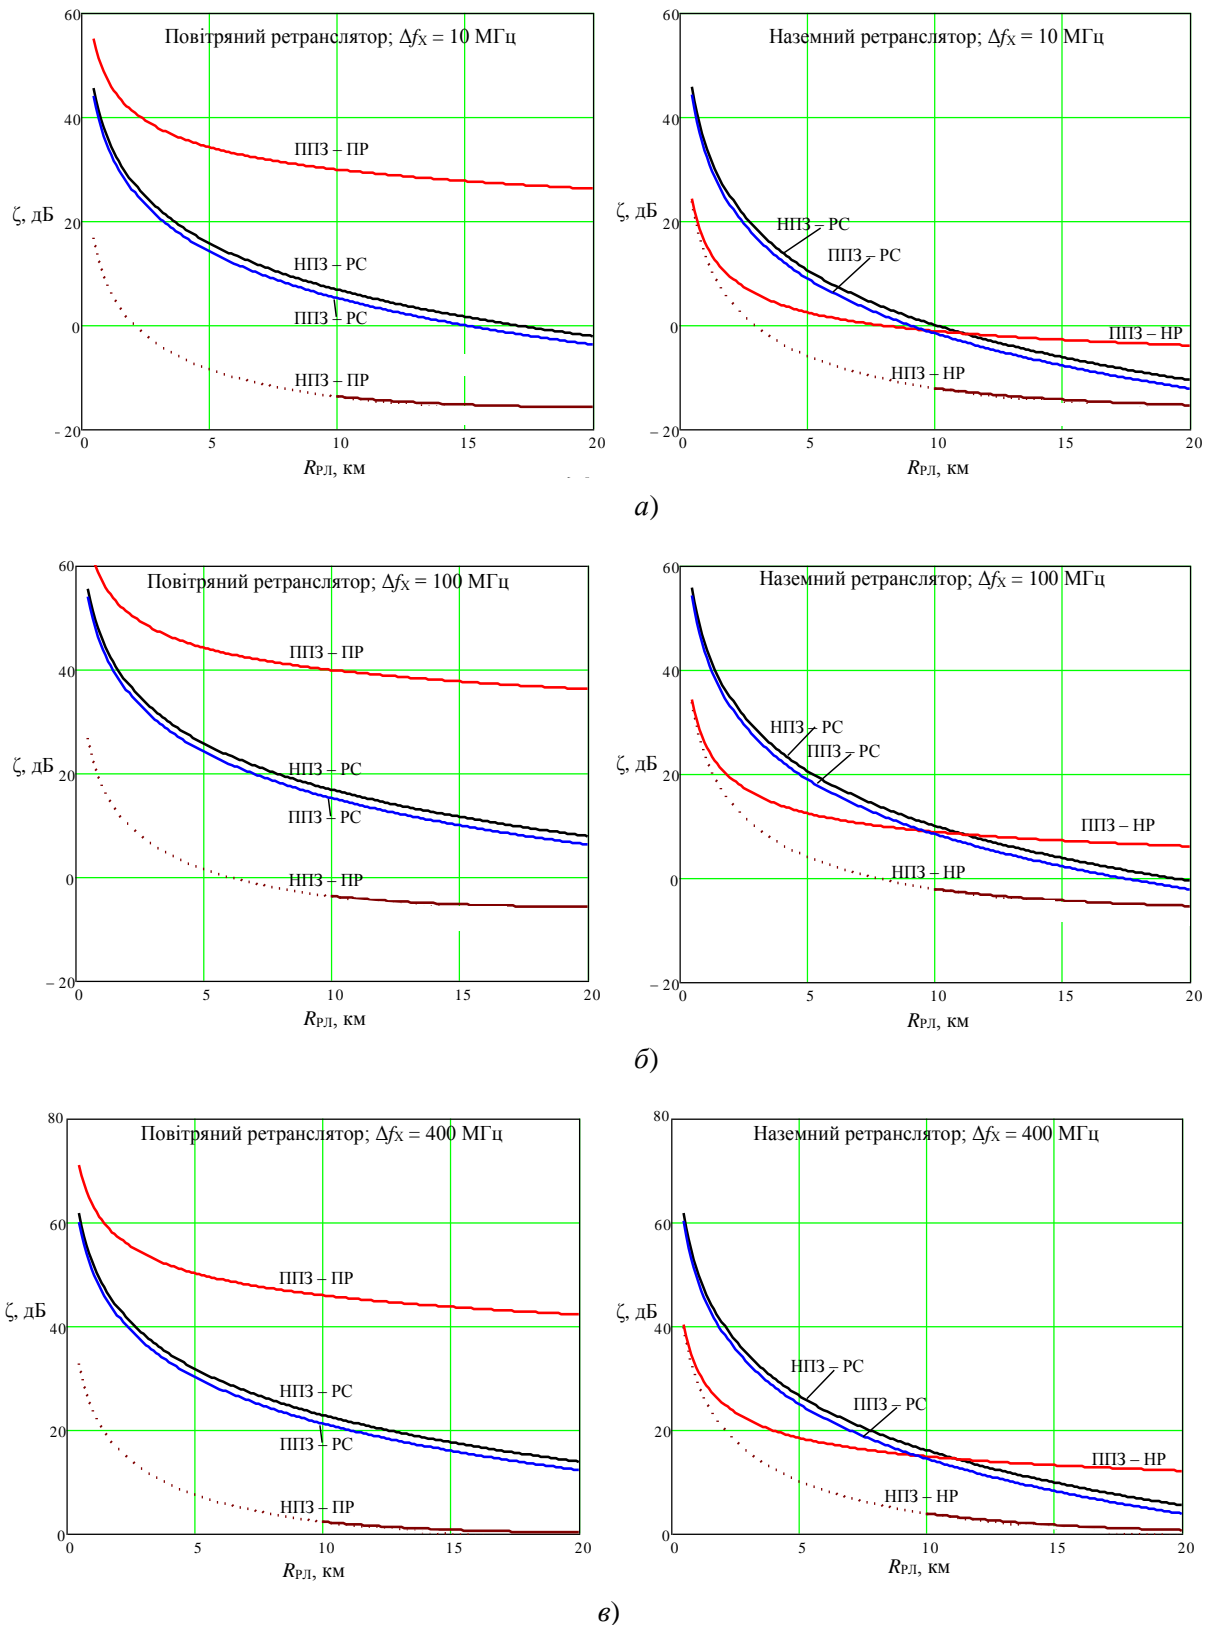 Повітряний ретранслятор; ΔfX = 10 МГц
60
40
20
0
– 20
ζ, дБ
ППЗ – ПР
НПЗ – РС
ППЗ – РС
НПЗ – ПР
0 5 10 15 20
RРЛ, км
Наземний ретранслятор; ΔfX = 10 МГц
60
40
20
0
– 20
ζ, дБ
НПЗ – РС
ППЗ – РС
ППЗ – НР
НПЗ – НР
0 5 10 15 20
RРЛ, км
а)
Повітряний ретранслятор; ΔfX = 100 МГц
60
40
20
0
– 20
ζ, дБ
ППЗ – ПР
НПЗ – РС
ППЗ – РС
НПЗ – ПР
0 5 10 15 20
RРЛ, км
Наземний ретранслятор; ΔfX = 100 МГц
60
40
20
0
– 20
ζ, дБ
НПЗ – РС
ППЗ – РС
ППЗ – НР
НПЗ – НР
0 5 10 15 20
RРЛ, км
б)
Повітряний ретранслятор; ΔfX = 400 МГц
80
60
40
20
0
ζ, дБ
ППЗ – ПР
НПЗ – РС
ППЗ – РС
НПЗ – ПР
0 5 10 15 20
RРЛ, км
Наземний ретранслятор; ΔfX = 400 МГц
80
60
40
20
0
ζ, дБ
НПЗ – РС
ППЗ – РС
ППЗ – НР
НПЗ – НР
0 5 10 15 20
RРЛ, км
в)